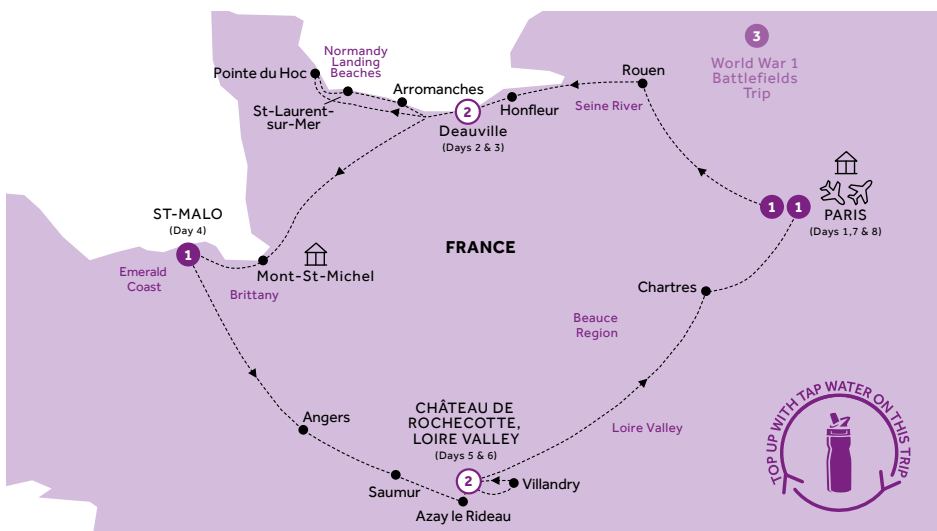 3
World War 1
Battlefields
Trip
Normandy
Landing
Beaches
Pointe du Hoc
Arromanches
Rouen
St-Laurent-
sur-Mer
2
Honfleur
Seine River
Deauville
(Days 2 & 3)
1
1
PARIS
(Days 1,7 & 8)
ST-MALO
(Day 4)
1
FRANCE
Emerald
Coast
Mont-St-Michel
Brittany
Chartres
Beauce
Region
CHÂTEAU DE
ROCHECOTTE,
LOIRE VALLEY
(Days 5 & 6)
Angers
Loire Valley
2
Villandry
Saumur
Azay le Rideau
TOP UP WITH TAP WATER ON THIS TRIP